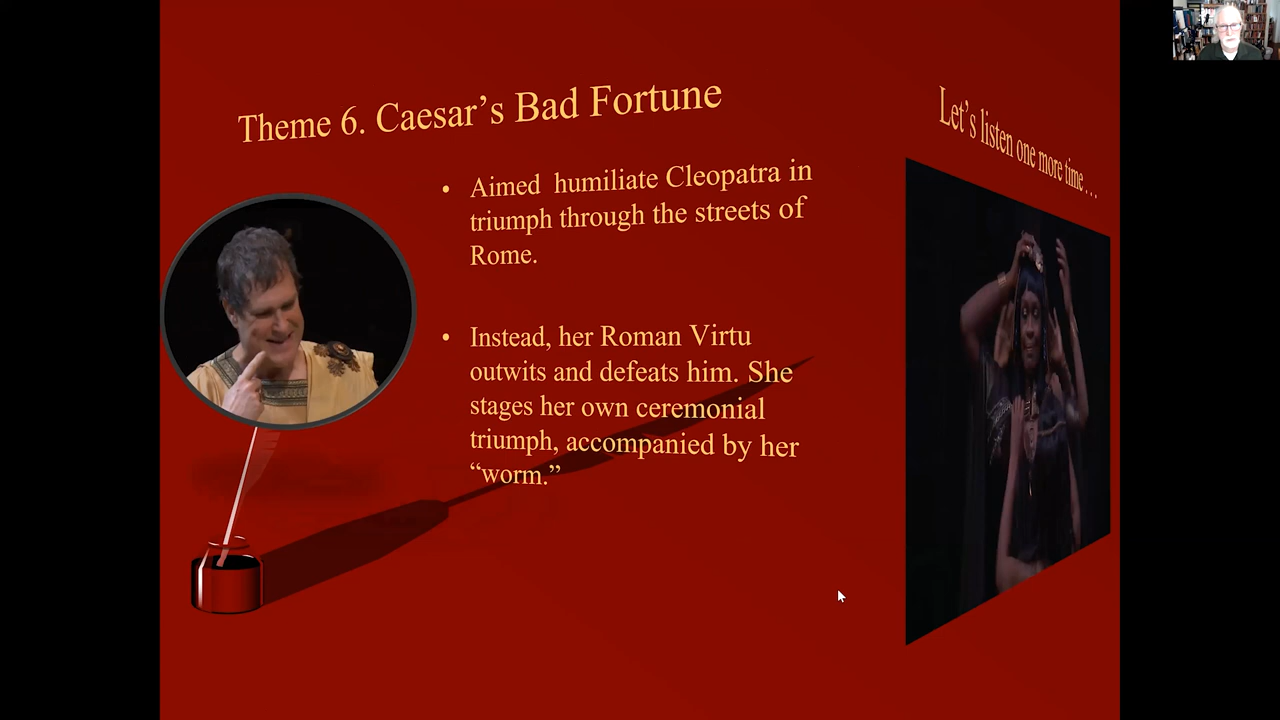 Theme 6. Caesar’s Bad Fortune
Let’s listen one more time…
• Aimed  humiliate Cleopatra in
triumph through the streets of
Rome.
• Instead, her Roman Virtu
outwits and defeats him. She
stages her own ceremonial
triumph, accompanied by her
“worm.”